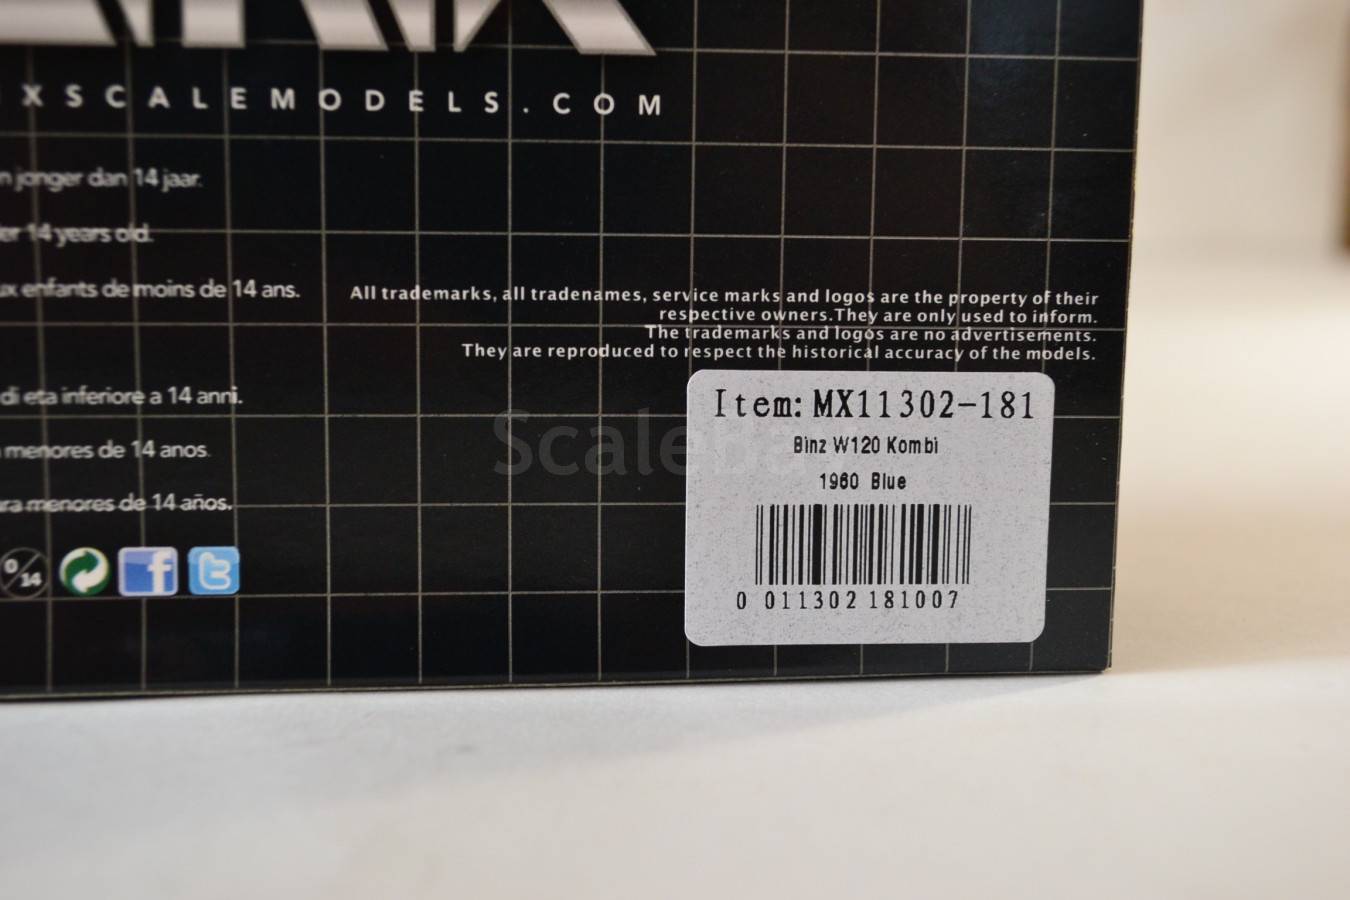 XSCALEMODELS.COM
n jonger dan 14 jaar.
er 14 years old.
ux enfants de moins de 14 ans.
All trademarks, all tradenames, service marks and logos are the property of their
respective owners.They are only used to inform.
The trademarks and logos are no advertisements.
They are reproduced to respect the historical accuracy of the models.
di eta inferiore a 14 anni.
menores de 14 anos.
ra menores de 14 años.
0/14
Item: MX11302-181
Binz W120 Kombi
1960 Blue
0 011302 181007